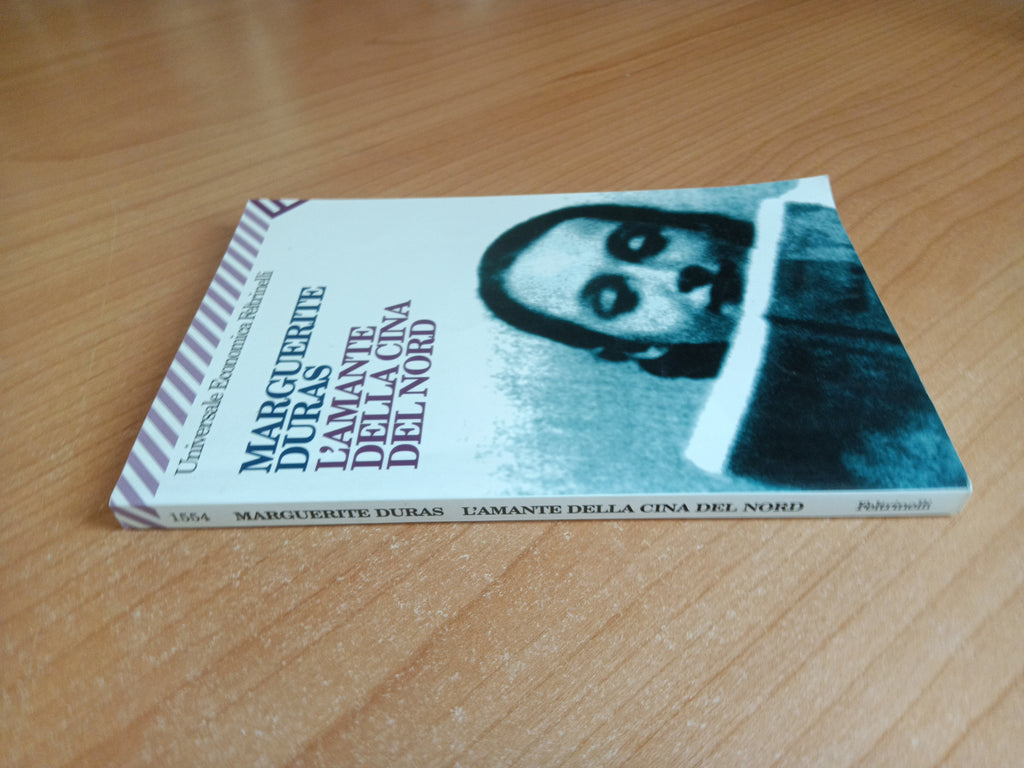 Universale Economica Feltrinelli
MARGUERITE
DURAS
L'AMANTE
DELLA CINA
DEL NORD
1554 MARGUERITE DURAS L'AMANTE DELLA CINA DEL NORD Feltrinelli